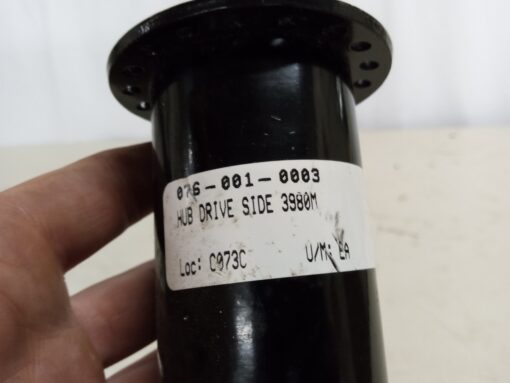 076-001-0003
HUB DRIVE SIDE 3980M
Loc: C073C U/M: EA